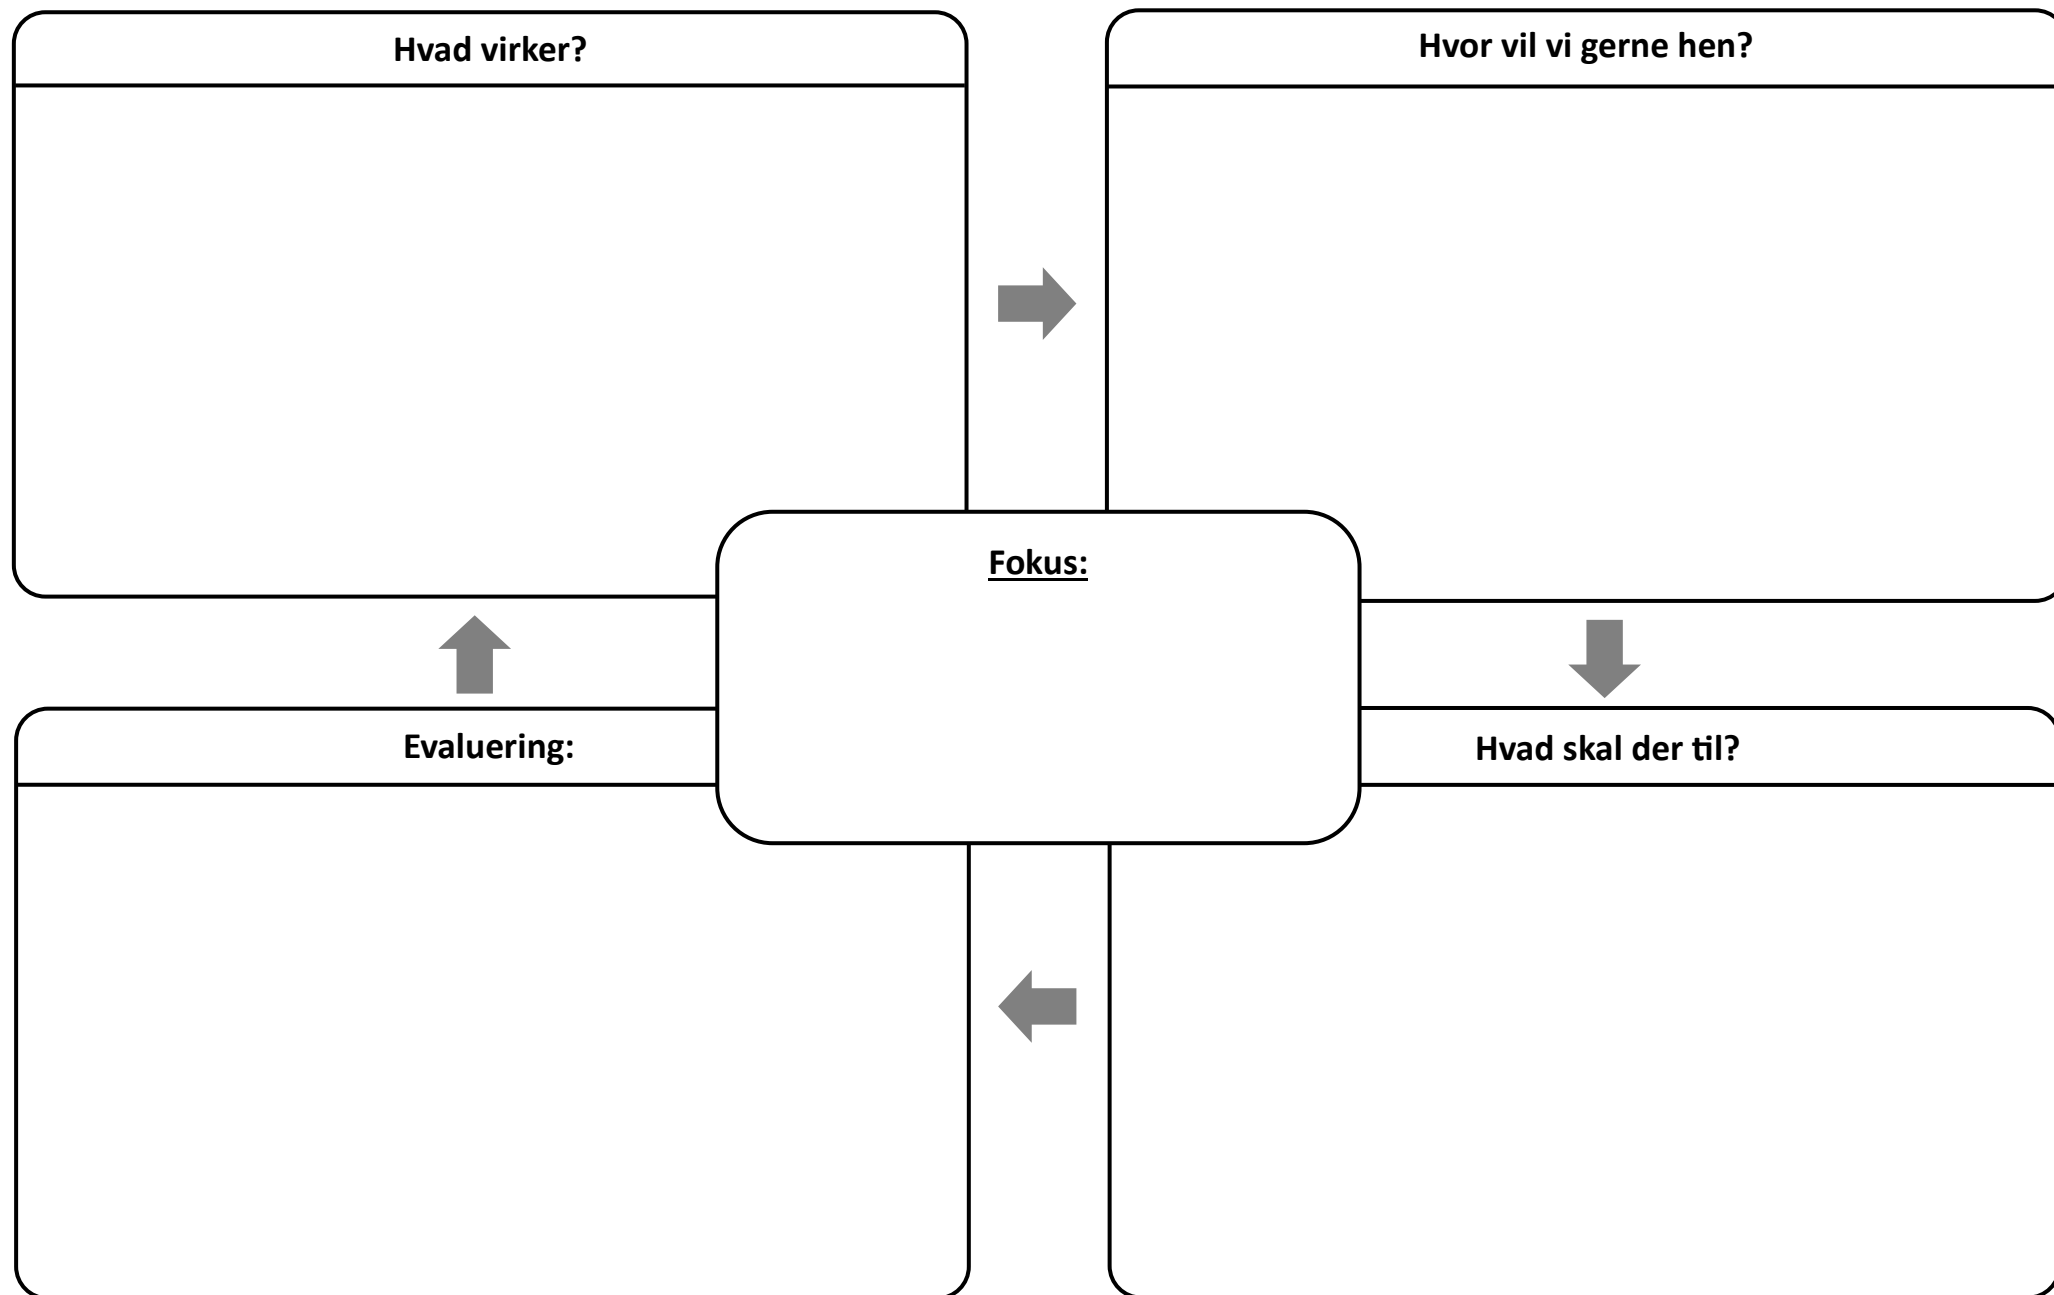 Hvad virker?
Hvor vil vi gerne hen?
Fokus:
Evaluering:
Hvad skal der til?